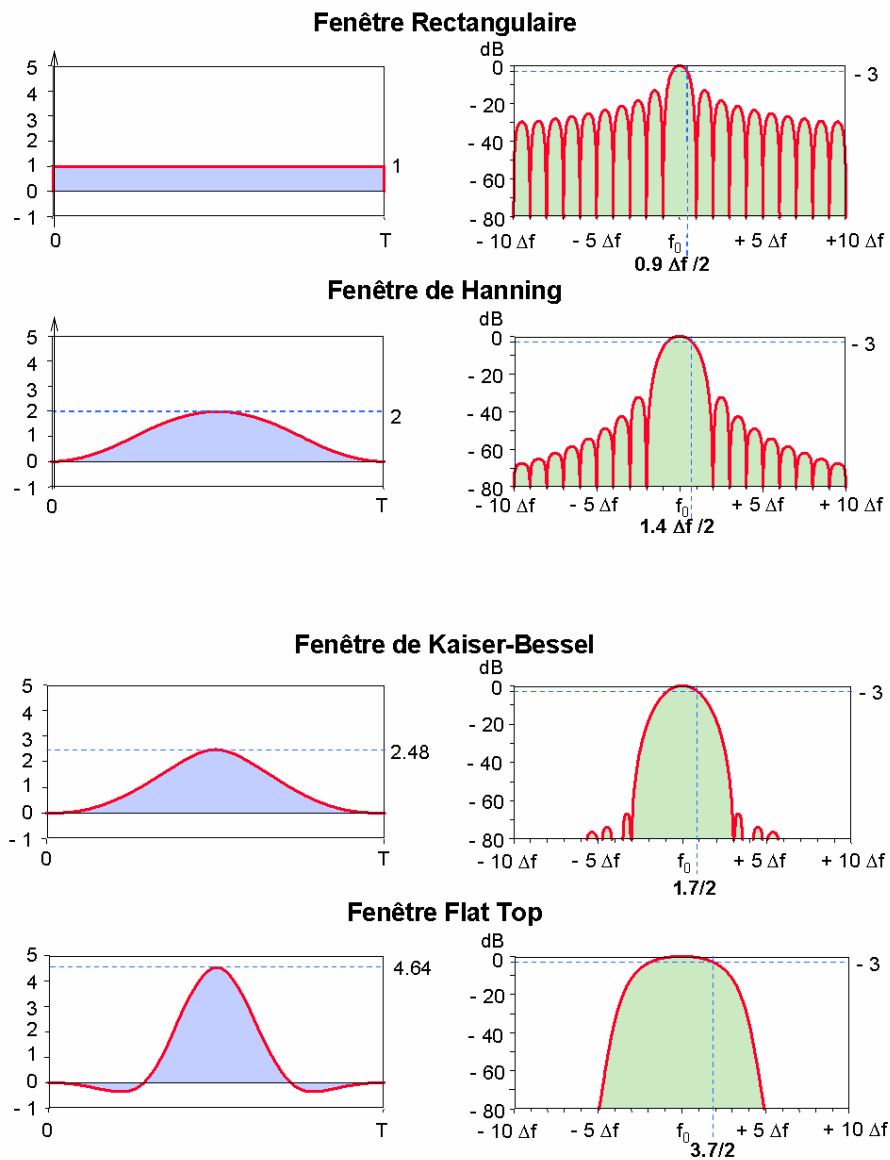 Fenêtre Rectangulaire
5
4
3
2
1
0
- 1
0
T
1
dB
0
- 20
- 40
- 60
- 80
- 3
- 10 Δf
- 5 Δf
f0
+ 5 Δf
+10 Δf
0.9 Δf /2
Fenêtre de Hanning
5
4
3
2
1
0
- 1
0
T
2
dB
0
- 20
- 40
- 60
- 80
- 3
- 10 Δf
- 5 Δf
f0
+ 5 Δf
+ 10 Δf
1.4 Δf /2
Fenêtre de Kaiser-Bessel
5
4
3
2
1
0
- 1
0
T
2.48
dB
0
- 20
- 40
- 60
- 80
- 3
- 10 Δf
- 5 Δf
f0
+ 5 Δf
+ 10 Δf
1.7/2
Fenêtre Flat Top
5
4
3
2
1
0
- 1
0
T
4.64
dB
0
- 20
- 40
- 60
- 80
- 3
- 10 Δf
- 5 Δf
f0
+ 5 Δf
+ 10 Δf
3.7/2